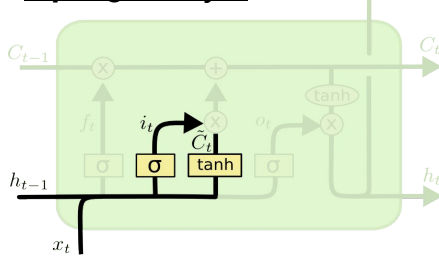 C_{t-1} C_t
x +
tanh
f_t i_t x o_t x
C̃_t
σ σ tanh σ
h_{t-1} h_t
x_t